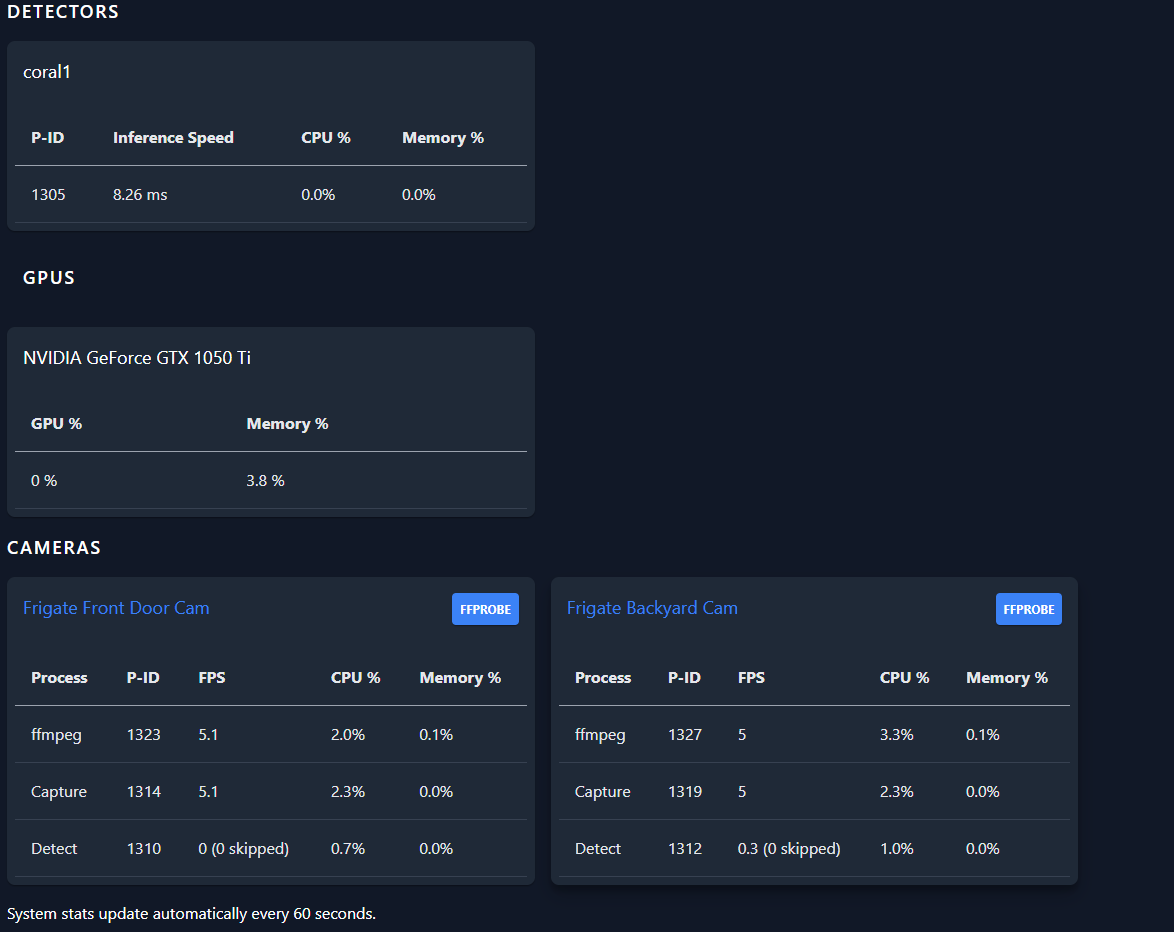 DETECTORS
coral1
P-ID Inference Speed CPU % Memory %
1305 8.26 ms 0.0% 0.0%
GPUS
NVIDIA GeForce GTX 1050 Ti
GPU % Memory %
0 % 3.8 %
CAMERAS
Frigate Front Door Cam FFPROBE
Process P-ID FPS CPU % Memory %
ffmpeg 1323 5.1 2.0% 0.1%
Capture 1314 5.1 2.3% 0.0%
Detect 1310 0 (0 skipped) 0.7% 0.0%
Frigate Backyard Cam FFPROBE
Process P-ID FPS CPU % Memory %
ffmpeg 1327 5 3.3% 0.1%
Capture 1319 5 2.3% 0.0%
Detect 1312 0.3 (0 skipped) 1.0% 0.0%
System stats update automatically every 60 seconds.